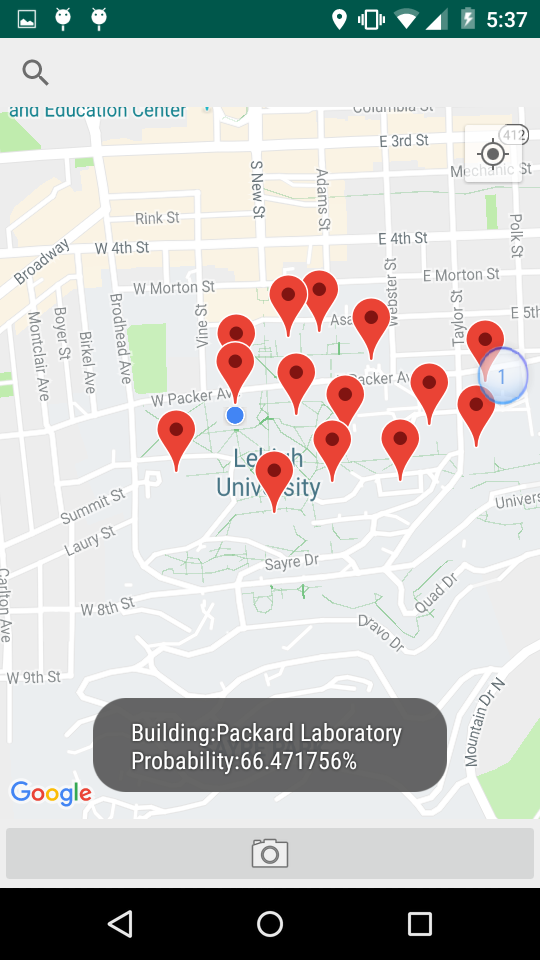 5:37
and Education Center
Columbia St
E 3rd St
412
Mechanic St
S New St
Adams St
Polk St
Rink St
W 4th St
E 4th St
Broadway
E Morton St
W Morton St
Webster St
Taylor St
E 5th
Vine St
Brodhead Ave
Boyer St
Birkel Ave
Montclair Ave
Asa
1
W Packer Ave
Packer Av
Lehigh
University
Summit St
Univers
Laury St
Sayre Dr
Carlton Ave
Quad Dr
W 8th St
Dravo Dr
W 9th St
Mountain Dr N
Building:Packard Laboratory
Probability:66.471756%
Google